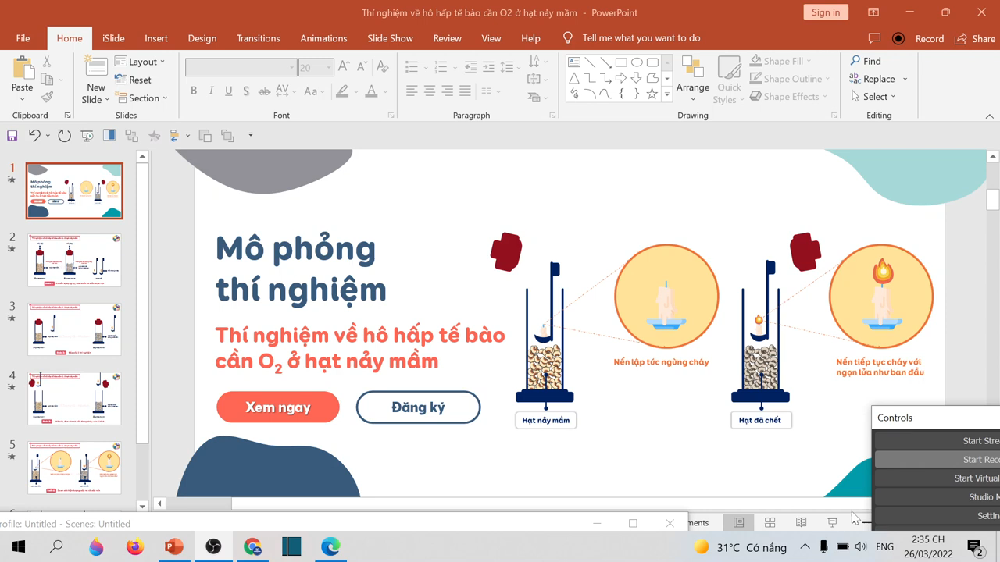 Thí nghiệm về hô hấp tế bào cần O2 ở hạt nảy mầm - PowerPoint
Sign in
File Home iSlide Insert Design Transitions Animations Slide Show Review View Help Tell me what you want to do Record Share
Paste
Clipboard
New Slide
Layout
Reset
Section
Slides
20
B I U S ab AV Aa A
Font
Paragraph
Arrange
Quick Styles
Shape Fill
Shape Outline
Shape Effects
Drawing
Find
Replace
Select
Editing
1
2
3
4
5
Mô phỏng
thí nghiệm
Thí nghiệm về hô hấp tế bào
cần O2 ở hạt nảy mầm
Xem ngay
Đăng ký
Nến lập tức ngừng cháy
Nến tiếp tục cháy với
ngọn lửa như ban đầu
Hạt nảy mầm
Hạt đã chết
Controls
Start Stre
Start Reco
Start Virtual
Studio M
Settin
rofile: Untitled - Scenes: Untitled
ments
31°C Có nắng
ENG
2:35 CH
26/03/2022
2